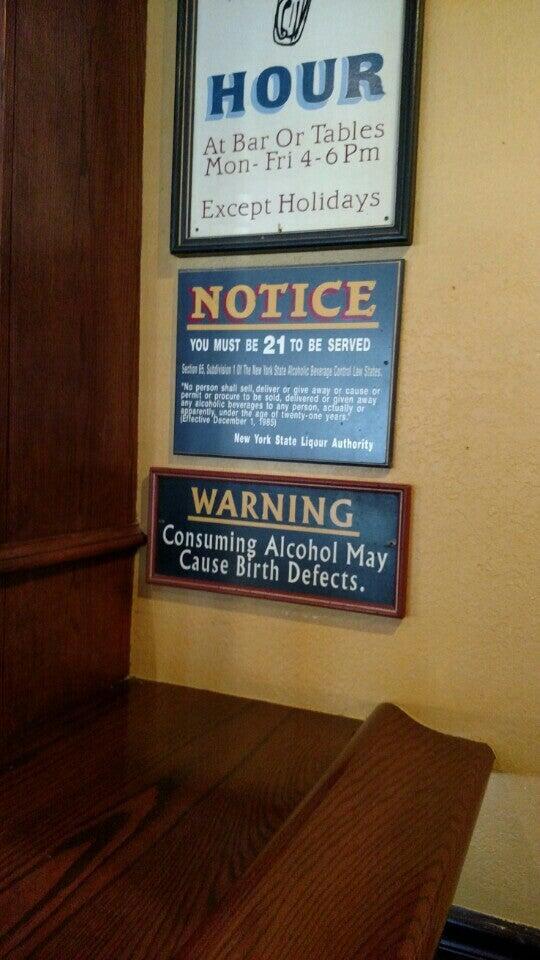 HOUR
At Bar Or Tables
Mon- Fri 4-6 Pm
Except Holidays
NOTICE
YOU MUST BE 21 TO BE SERVED
Section 65, Subdivision 1 Of The New York State Alcoholic Beverage Control Law States.
"No person shall sell, deliver or give away or cause or
permit or procure to be sold, delivered or given away
any alcoholic beverages to any person, actually or
apparently, under the age of twenty-one years."
(Effective December 1, 1985)
New York State Liqour Authority
WARNING
Consuming Alcohol May
Cause Birth Defects.